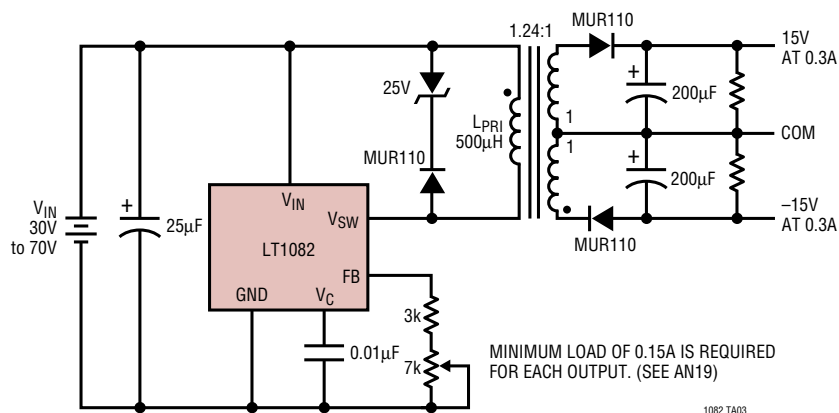 1.24:1
MUR110
15V
AT 0.3A
+
200µF
25V
LPRI
500µH
1
COM
MUR110
1
+
200µF
VIN
30V
to 70V
+
25µF
VIN
VSW
LT1082
–15V
AT 0.3A
MUR110
FB
GND
VC
3k
0.01µF
7k
MINIMUM LOAD OF 0.15A IS REQUIRED
FOR EACH OUTPUT. (SEE AN19)
1082 TA03